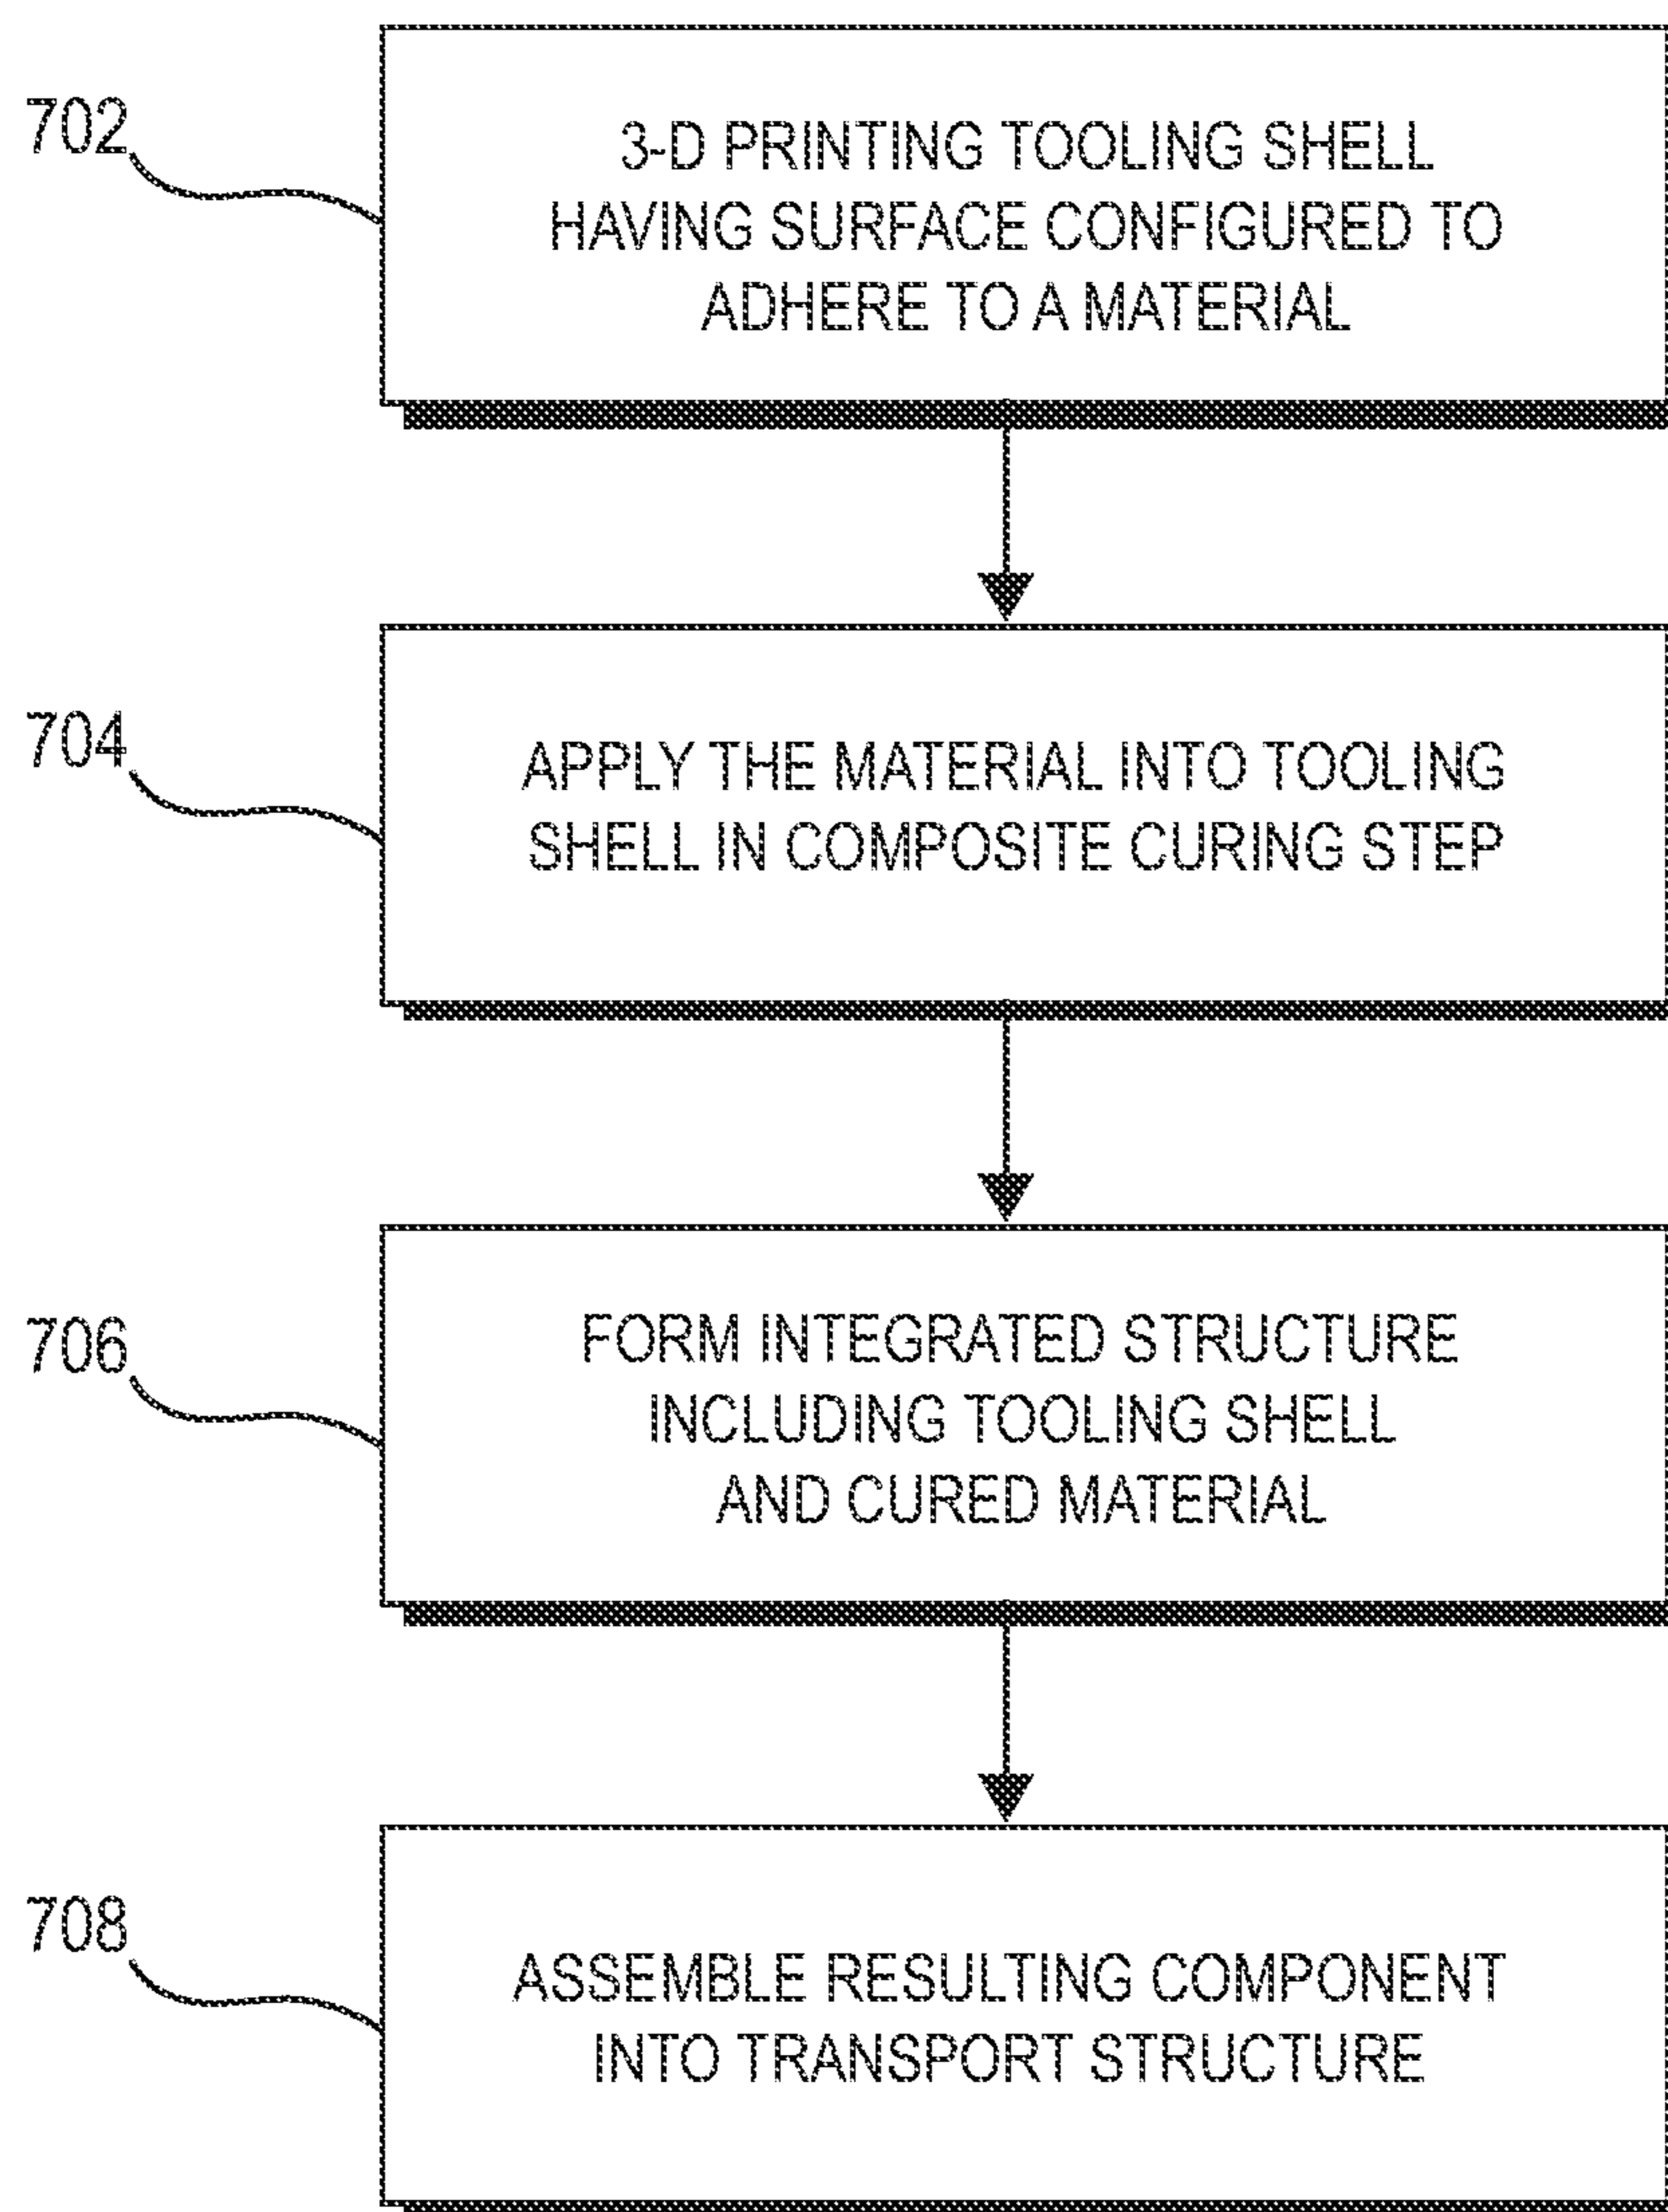 702
3-D PRINTING TOOLING SHELL
HAVING SURFACE CONFIGURED TO
ADHERE TO A MATERIAL
704
APPLY THE MATERIAL INTO TOOLING
SHELL IN COMPOSITE CURING STEP
706
FORM INTEGRATED STRUCTURE
INCLUDING TOOLING SHELL
AND CURED MATERIAL
708
ASSEMBLE RESULTING COMPONENT
INTO TRANSPORT STRUCTURE